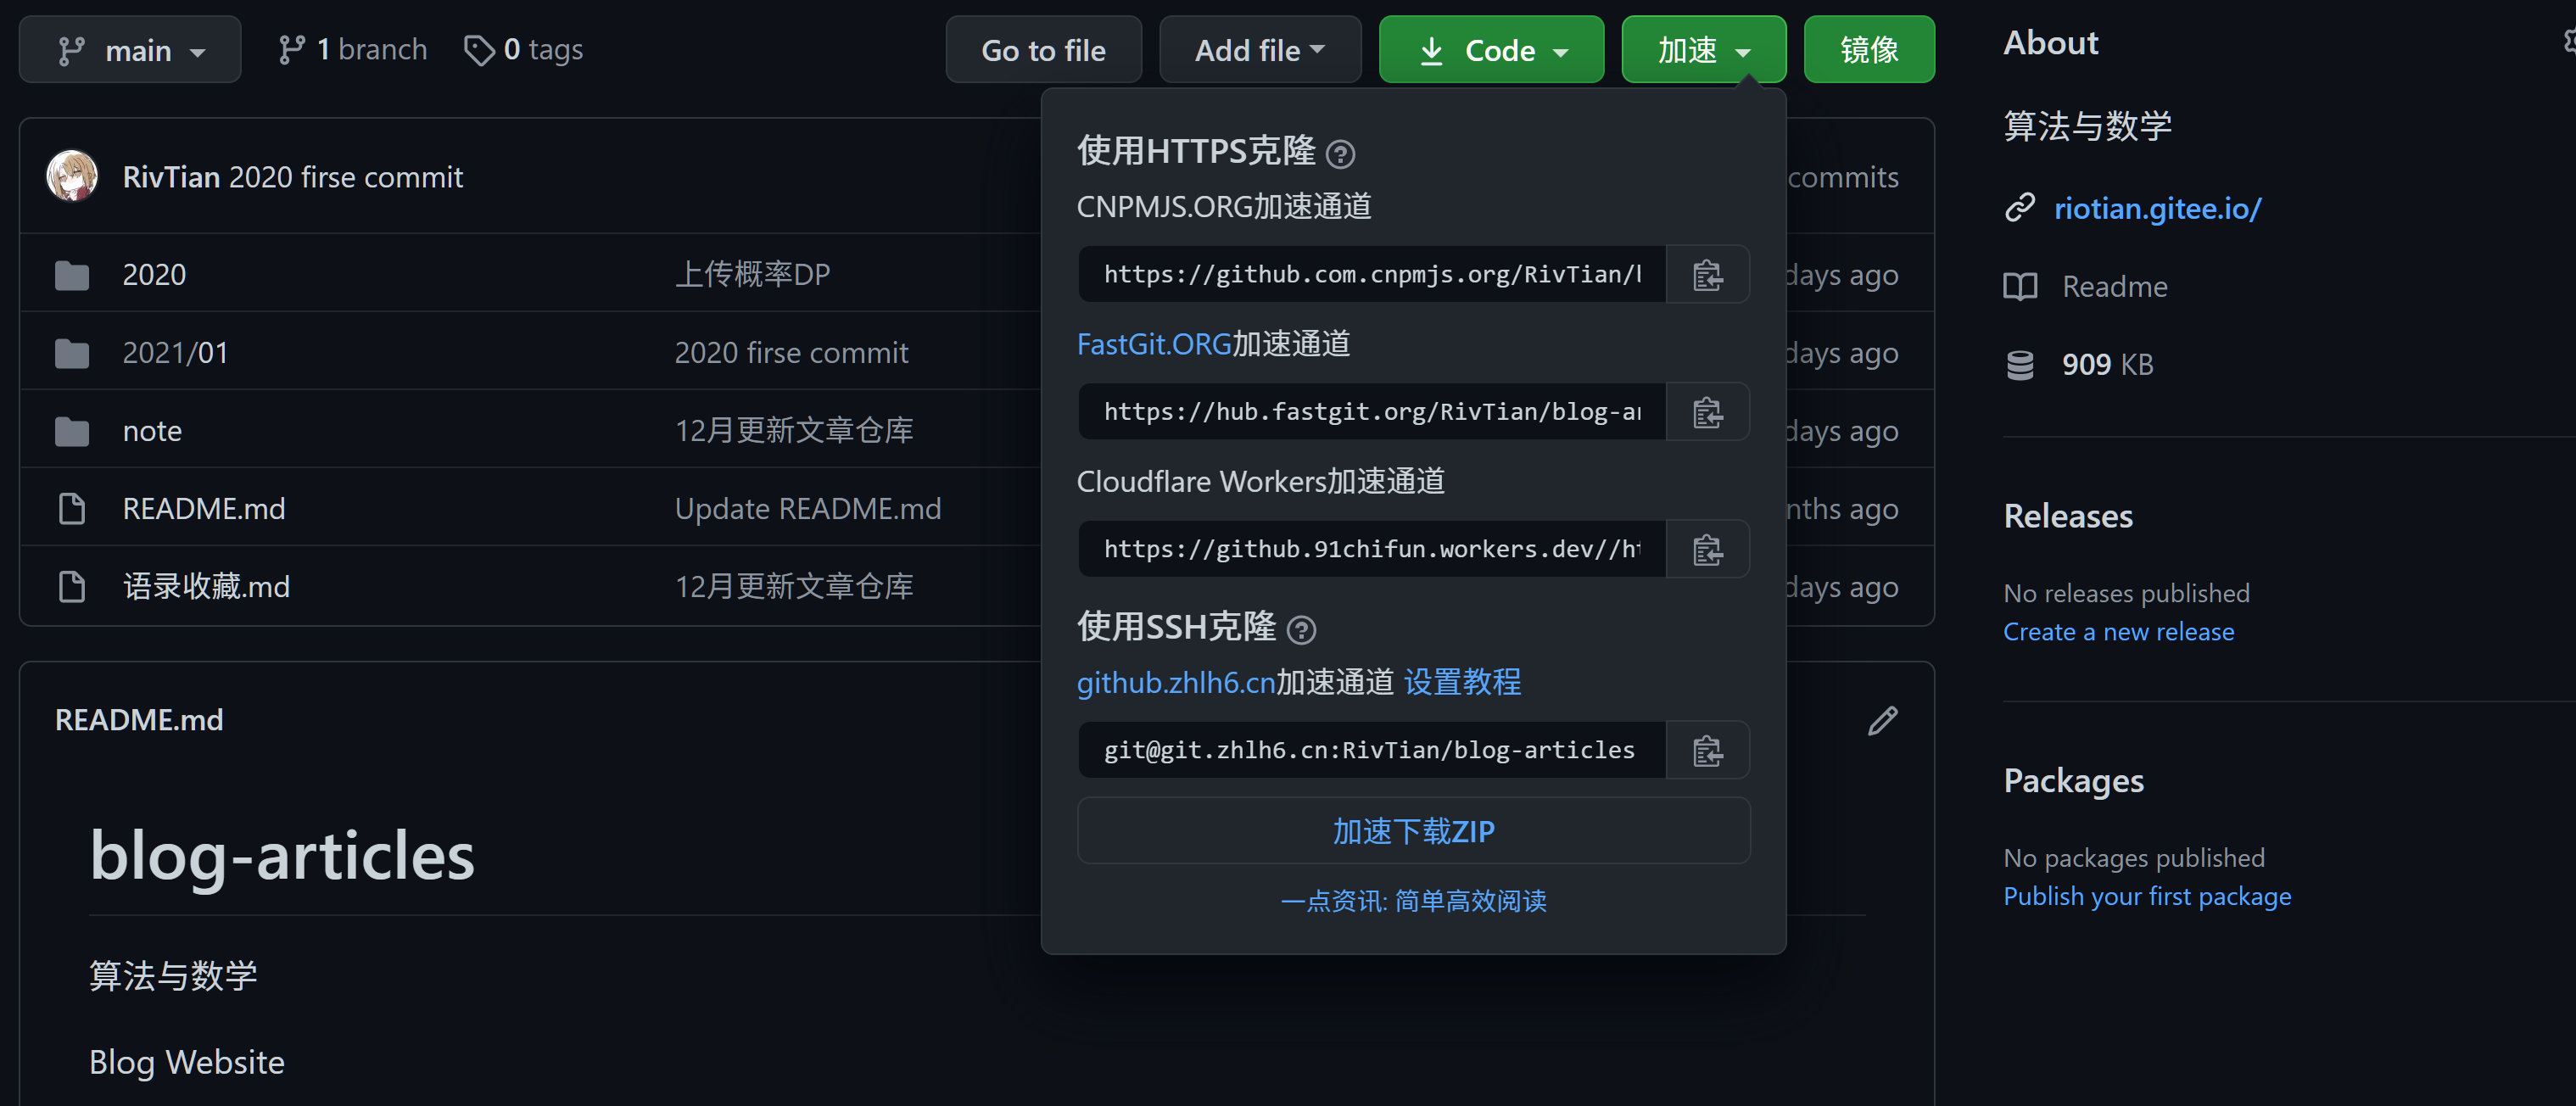 main
1 branch
0 tags
Go to file
Add file
Code
加速
镜像
RivTian 2020 firse commit
commits
2020
上传概率DP
days ago
2021/01
2020 firse commit
days ago
note
12月更新文章仓库
days ago
README.md
Update README.md
ago
语录收藏.md
12月更新文章仓库
days ago
使用HTTPS克隆
CNPMJS.ORG加速通道
https://github.com.cnpmjs.org/RivTian/
FastGit.ORG加速通道
https://hub.fastgit.org/RivTian/blog-a
Cloudflare Workers加速通道
https://github.91chifun.workers.dev//h
使用SSH克隆
github.zhlh6.cn加速通道 设置教程
git@git.zhlh6.cn:RivTian/blog-articles
加速下载ZIP
一点资讯: 简单高效阅读
README.md
blog-articles
算法与数学
Blog Website
About
算法与数学
riotian.gitee.io/
Readme
909 KB
Releases
No releases published
Create a new release
Packages
No packages published
Publish your first package